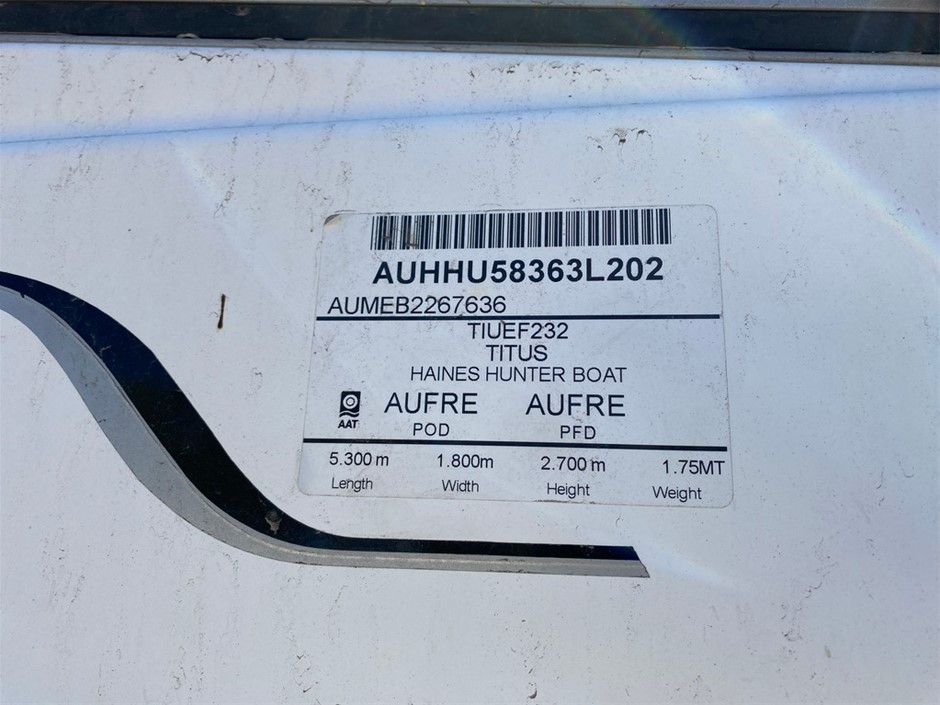 AUHHU58363L202
AUMEB2267636
TIUEF232
TITUS
HAINES HUNTER BOAT
AAT AUFRE AUFRE
POD PFD
5.300 m 1.800m 2.700 m 1.75MT
Length Width Height Weight